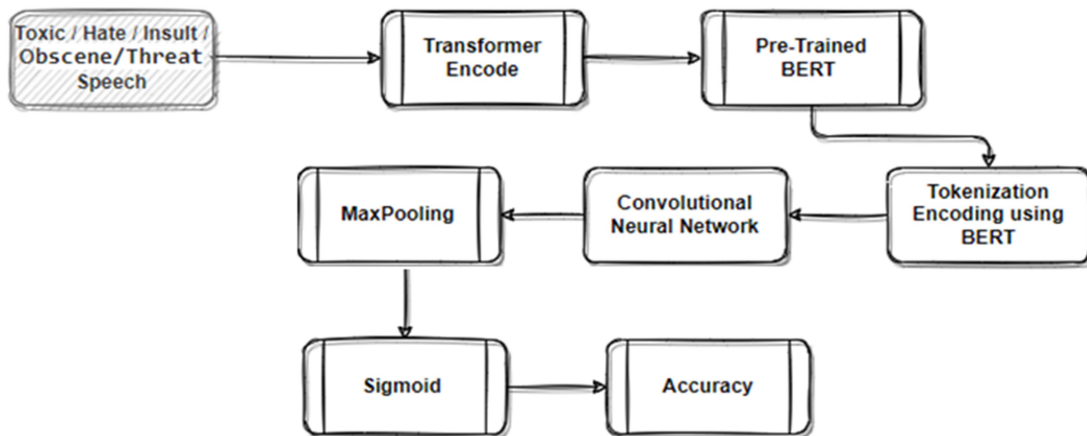 Toxic / Hate / Insult /
Obscene/Threat
Speech
Transformer
Encode
Pre-Trained
BERT
Tokenization
Encoding using
BERT
Convolutional
Neural Network
MaxPooling
Sigmoid
Accuracy